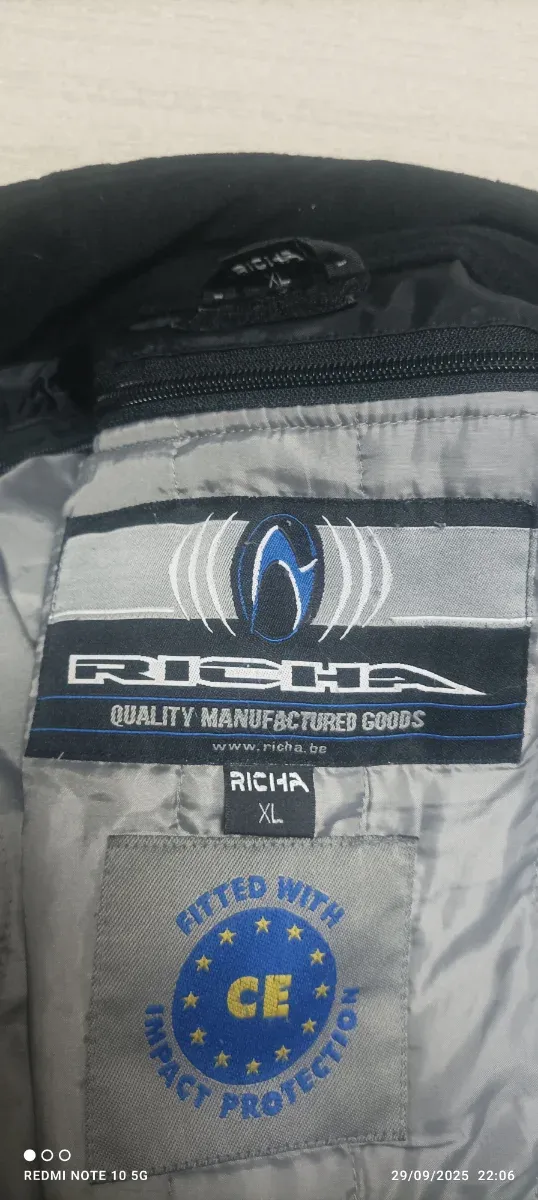 RICHA
XL
RICHA
QUALITY MANUFACTURED GOODS
www.richa.be
RICHA
XL
FITTED WITH
CE
IMPACT PROTECTION
REDMI NOTE 10 5G
29/09/2025 22:06